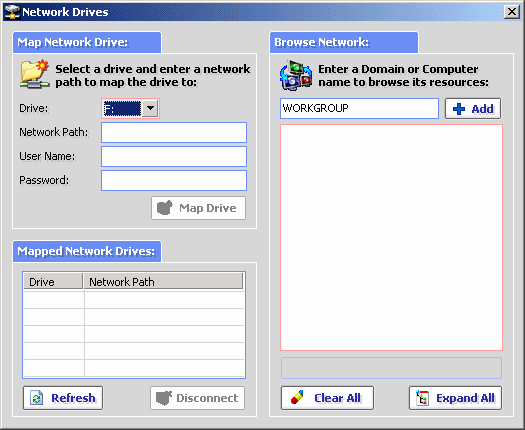 Network Drives
Map Network Drive:
Select a drive and enter a network
path to map the drive to:
Drive:
F:
Network Path:
User Name:
Password:
Map Drive
Mapped Network Drives:
Drive Network Path
Refresh
Disconnect
Browse Network:
Enter a Domain or Computer
name to browse its resources:
WORKGROUP
Add
Clear All
Expand All